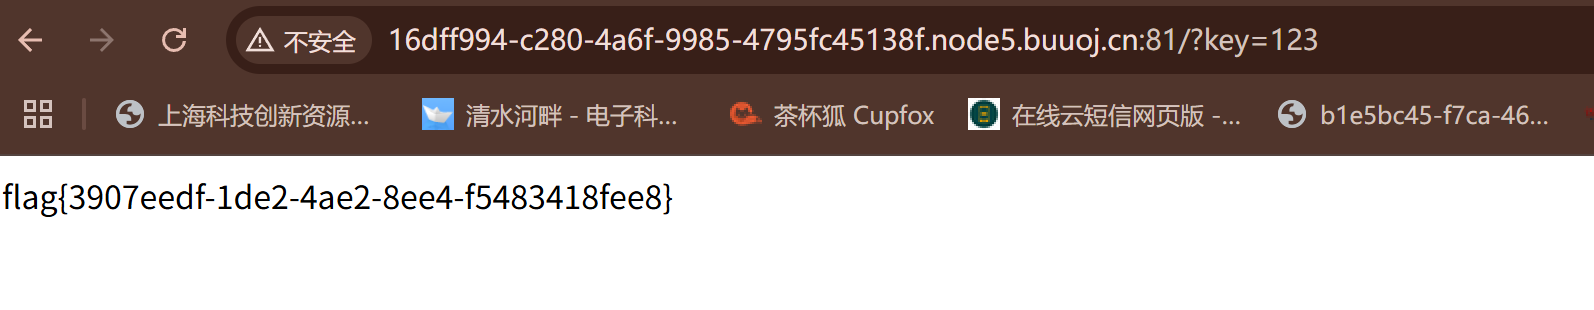 不安全 16dff994-c280-4a6f-9985-4795fc45138f.node5.buuoj.cn:81/?key=123
上海科技创新资源... 清水河畔 - 电子科... 茶杯狐 Cupfox 在线云短信网页版 -... b1e5bc45-f7ca-46...
flag{3907eedf-1de2-4ae2-8ee4-f5483418fee8}